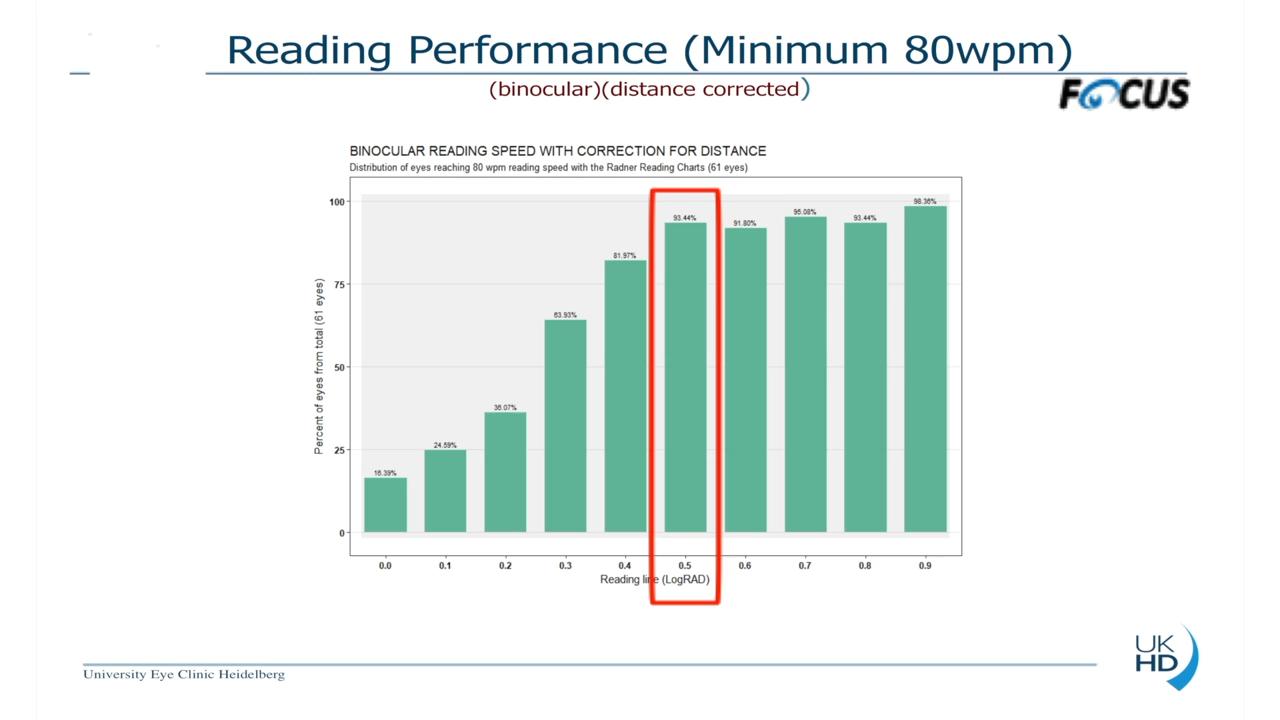 Reading Performance (Minimum 80wpm)
(binocular)(distance corrected)
FOCUS
BINOCULAR READING SPEED WITH CORRECTION FOR DISTANCE
Distribution of eyes reaching 80 wpm reading speed with the Radner Reading Charts (61 eyes)
Percent of eyes from total (61 eyes)
100
75
50
25
0
16.39%
24.59%
36.07%
63.93%
81.97%
93.44%
91.80%
95.08%
93.44%
98.36%
0.0 0.1 0.2 0.3 0.4 0.5 0.6 0.7 0.8 0.9
Reading line (LogRAD)
University Eye Clinic Heidelberg
UK
HD